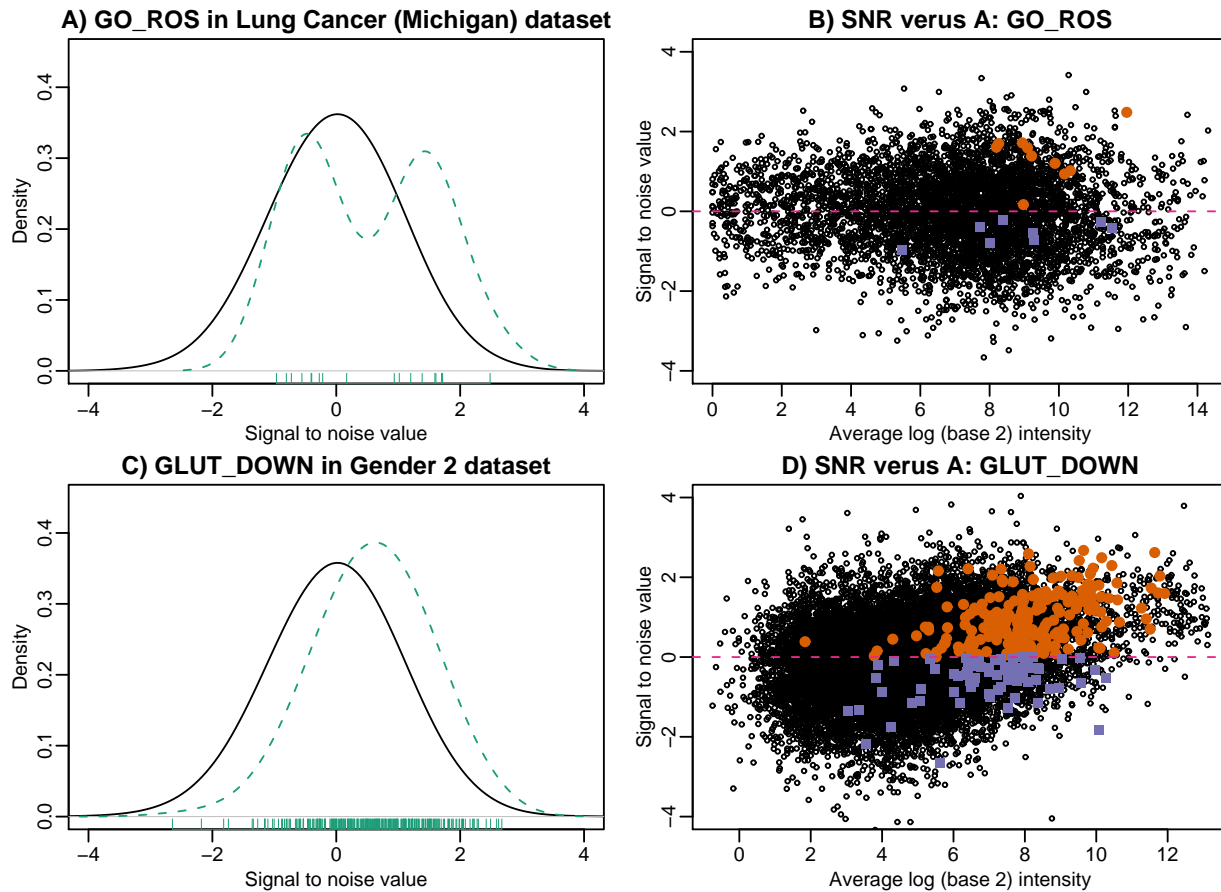 A) GO_ROS in Lung Cancer (Michigan) dataset
Density
0.0 0.1 0.2 0.3 0.4
−4 −2 0 2 4
Signal to noise value
B) SNR verus A: GO_ROS
Signal to noise value
−4 −2 0 2 4
0 2 4 6 8 10 12 14
Average log (base 2) intensity
C) GLUT_DOWN in Gender 2 dataset
Density
0.0 0.1 0.2 0.3 0.4
−4 −2 0 2 4
Signal to noise value
D) SNR verus A: GLUT_DOWN
Signal to noise value
−4 −2 0 2 4
0 2 4 6 8 10 12
Average log (base 2) intensity